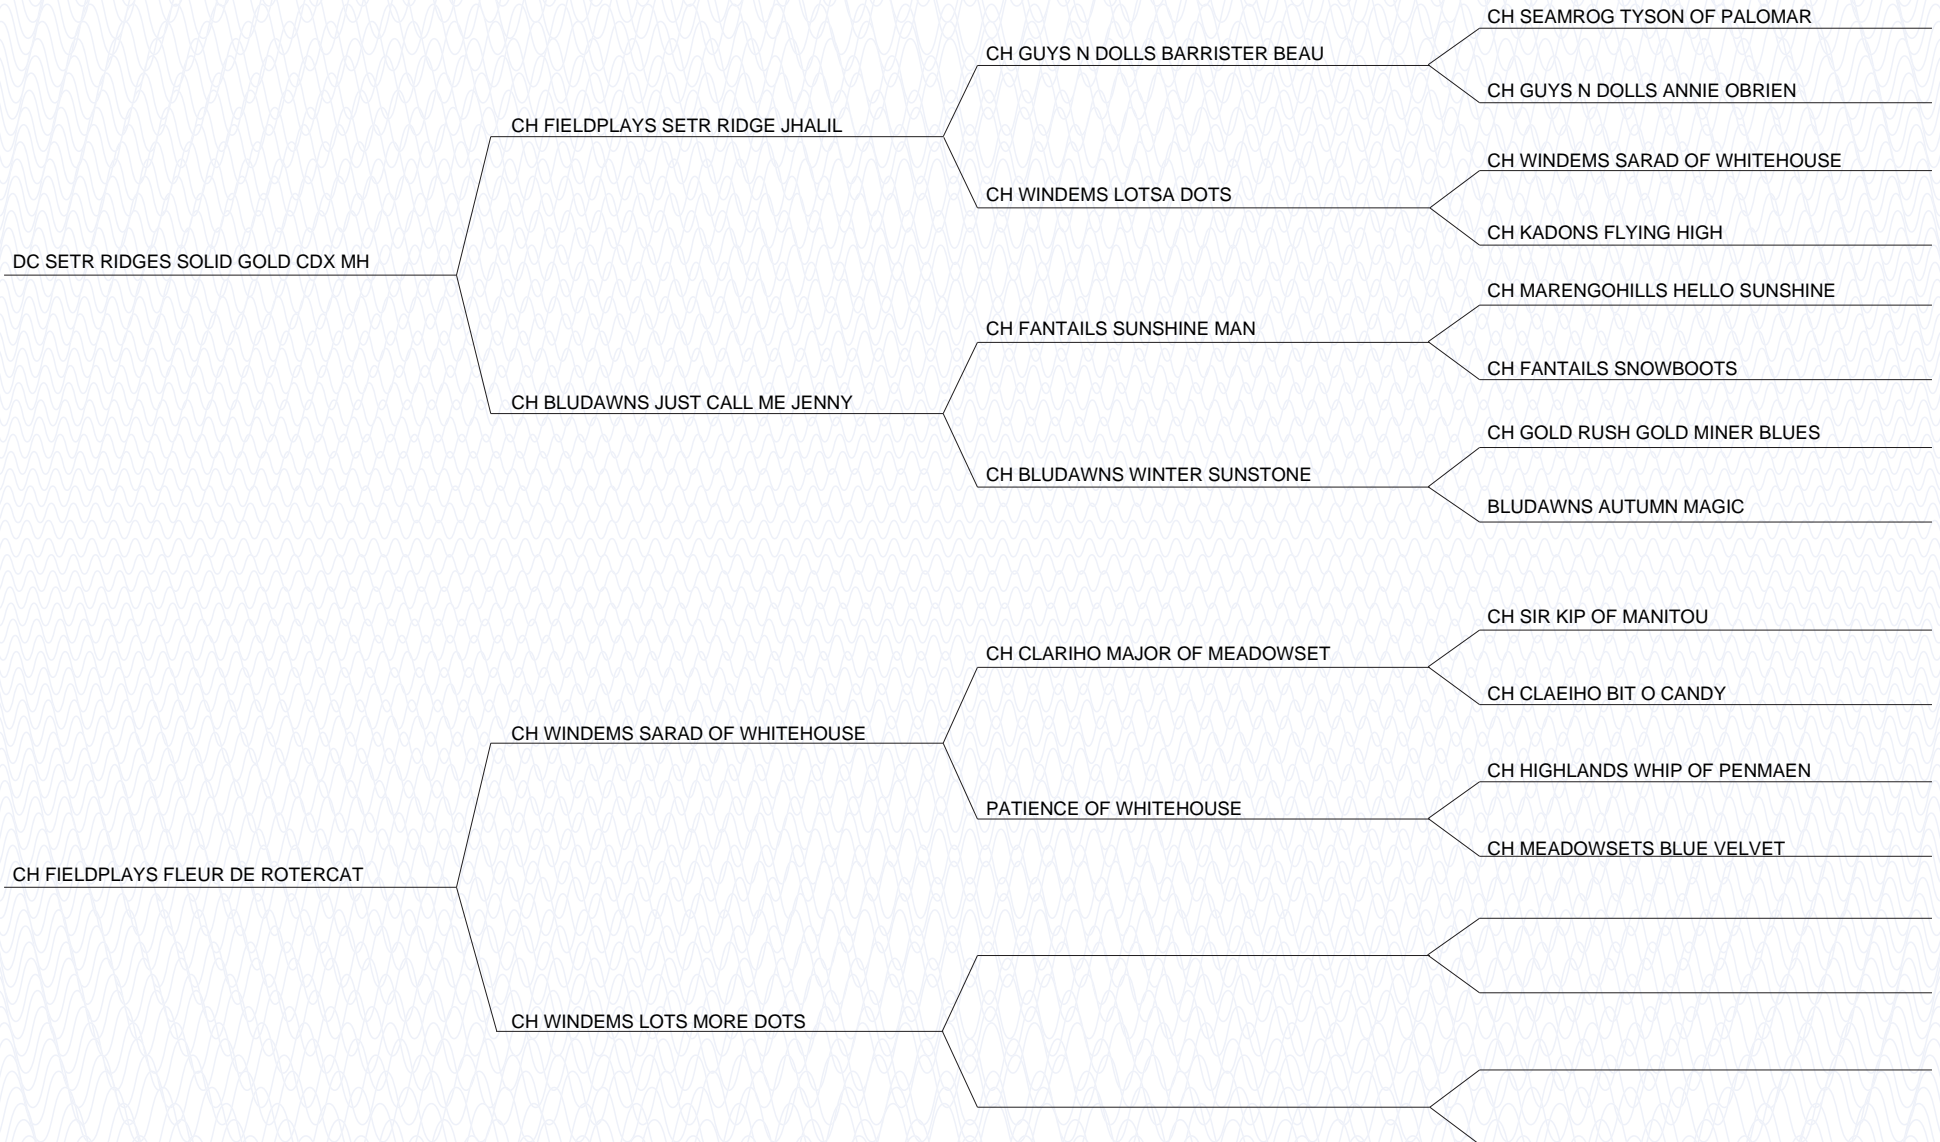 CH SEAMROG TYSON OF PALOMAR
CH GUYS N DOLLS BARRISTER BEAU
CH GUYS N DOLLS ANNIE OBRIEN
CH FIELDPLAYS SETR RIDGE JHALIL
CH WINDEMS SARAD OF WHITEHOUSE
CH WINDEMS LOTSA DOTS
CH KADONS FLYING HIGH
DC SETR RIDGES SOLID GOLD CDX MH
CH MARENGOHILLS HELLO SUNSHINE
CH FANTAILS SUNSHINE MAN
CH FANTAILS SNOWBOOTS
CH BLUDAWNS JUST CALL ME JENNY
CH GOLD RUSH GOLD MINER BLUES
CH BLUDAWNS WINTER SUNSTONE
BLUDAWNS AUTUMN MAGIC
CH SIR KIP OF MANITOU
CH CLARIHO MAJOR OF MEADOWSET
CH CLAEIHO BIT O CANDY
CH WINDEMS SARAD OF WHITEHOUSE
CH HIGHLANDS WHIP OF PENMAEN
PATIENCE OF WHITEHOUSE
CH MEADOWSETS BLUE VELVET
CH FIELDPLAYS FLEUR DE ROTERCAT
CH WINDEMS LOTS MORE DOTS